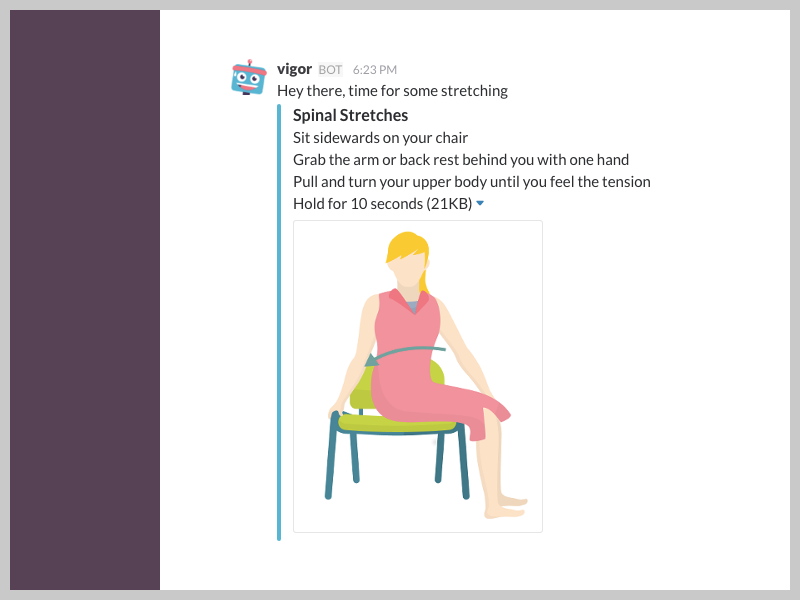 vigor BOT 6:23 PM
Hey there, time for some stretching
Spinal Stretches
Sit sidewards on your chair
Grab the arm or back rest behind you with one hand
Pull and turn your upper body until you feel the tension
Hold for 10 seconds (21KB)